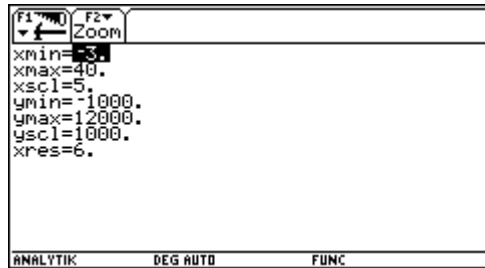 F1 F2
Zoom
xmin=-3.
xmax=40.
xscl=5.
ymin=-1000.
ymax=12000.
yscl=1000.
xres=6.
ANALYTIK DEG AUTO FUNC